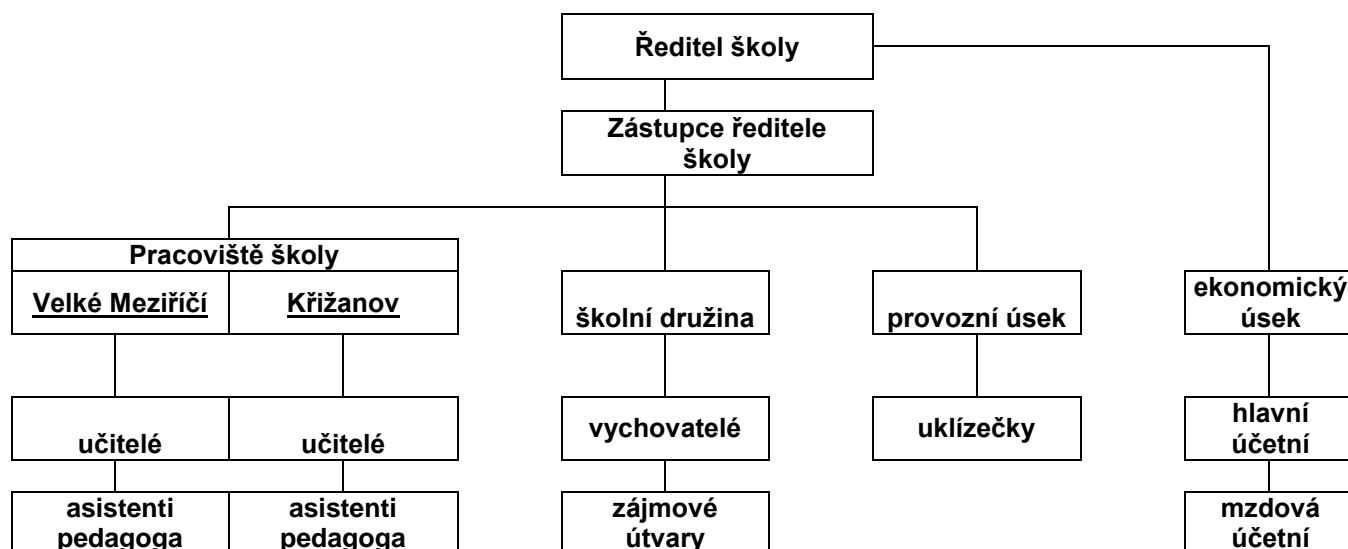 Ředitel školy
Zástupce ředitele
školy
Pracoviště školy
Velké Meziříčí
Křižanov
školní družina
provozní úsek
ekonomický
úsek
učitelé
učitelé
vychovatelé
uklízečky
hlavní
účetní
asistenti
pedagoga
asistenti
pedagoga
zájmové
útvary
mzdová
účetní